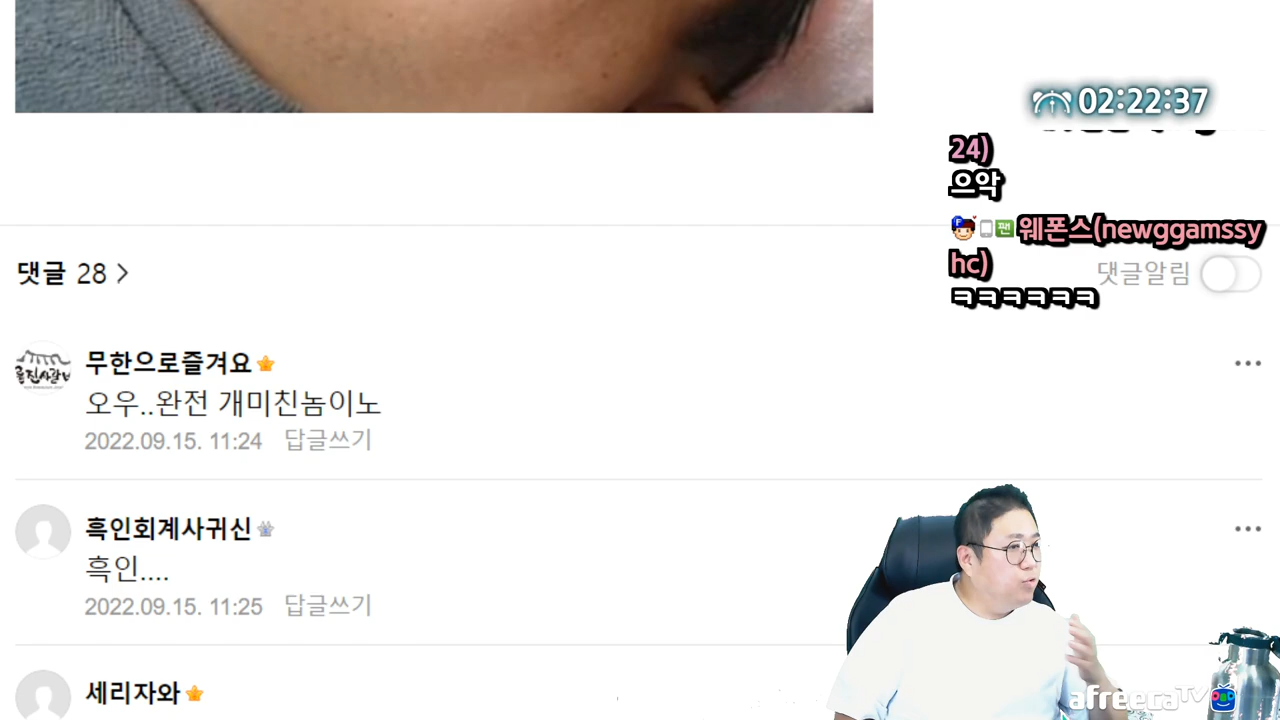 02:22:37
24)
으악
F 팬 웨폰스(newggamssy
hc)
ㅋㅋㅋㅋㅋㅋ
댓글 28 >
댓글알림
무한으로즐겨요
오우..완전 개미친놈이노
2022.09.15. 11:24 답글쓰기
흑인회계사귀신
흑인....
2022.09.15. 11:25 답글쓰기
세리자와
afreecaTV